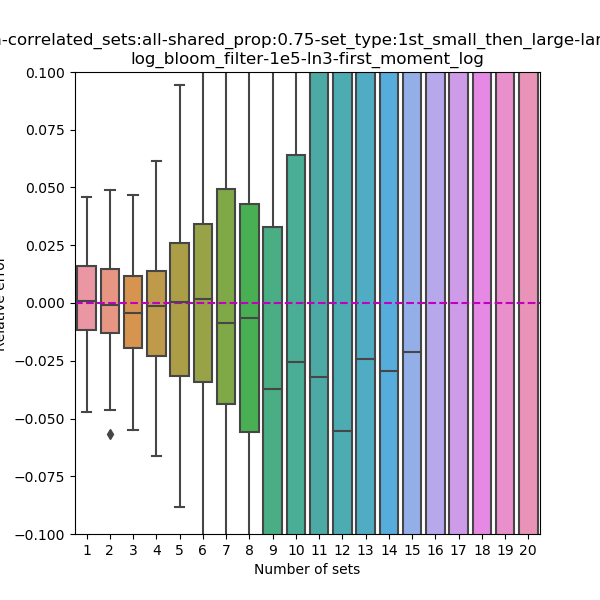 -correlated_sets:all-shared_prop:0.75-set_type:1st_small_then_large-lar
log_bloom_filter-1e5-ln3-first_moment_log
0.100
0.075
0.050
0.025
0.000
−0.025
−0.050
−0.075
−0.100
Relative error
1 2 3 4 5 6 7 8 9 10 11 12 13 14 15 16 17 18 19 20
Number of sets